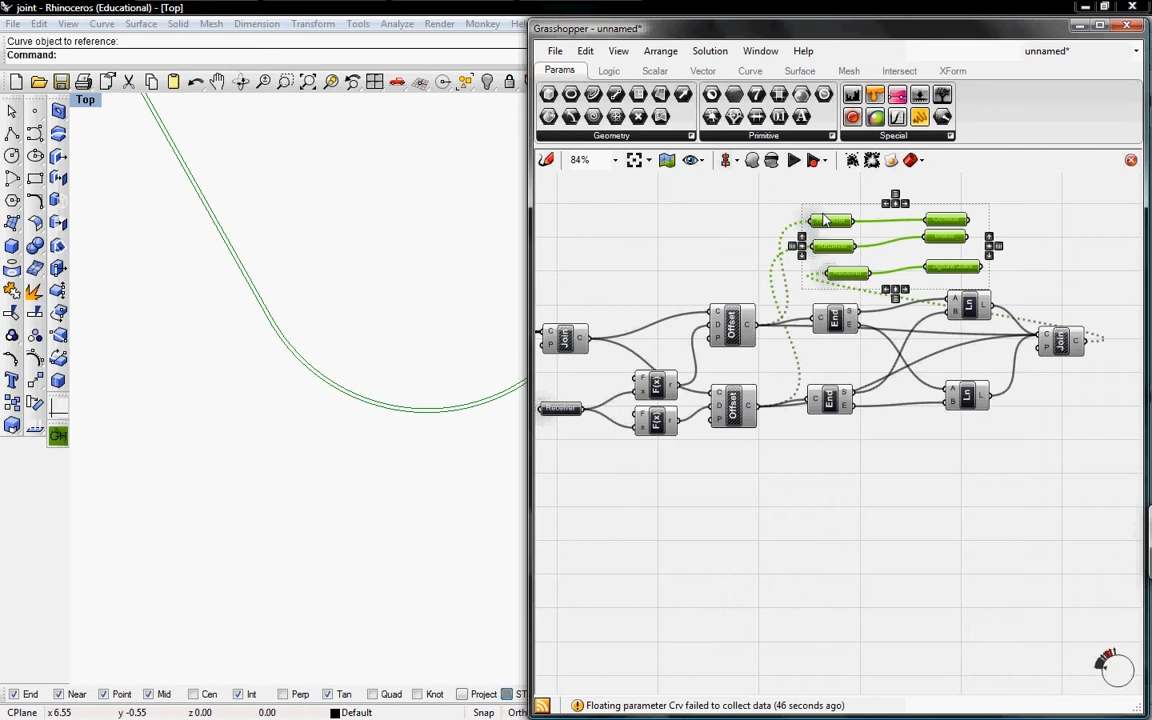 joint - Rhinoceros (Educational) - [Top]
File Edit View Curve Surface Solid Mesh Dimension Transform Tools Analyze Render Monkey Help
Curve object to reference:
Command:
Top
Grasshopper - unnamed*
File Edit View Arrange Solution Window Help unnamed*
Params Logic Scalar Vector Curve Surface Mesh Intersect XForm
Geometry Primitive Special
84%
Join C P C
Offset C D P C
End C S E
Ln A B L
Join C P C
F(x) F x r
F(x) F x r
Receiver
Offset C D P C
End C S E
Ln A B L
GH
End Near Point Mid Cen Int Perp Tan Quad Knot Project
CPlane x 6.55 y -0.55 z 0.00 0.00 Default Snap Ortho
Floating parameter Crv failed to collect data (46 seconds ago)